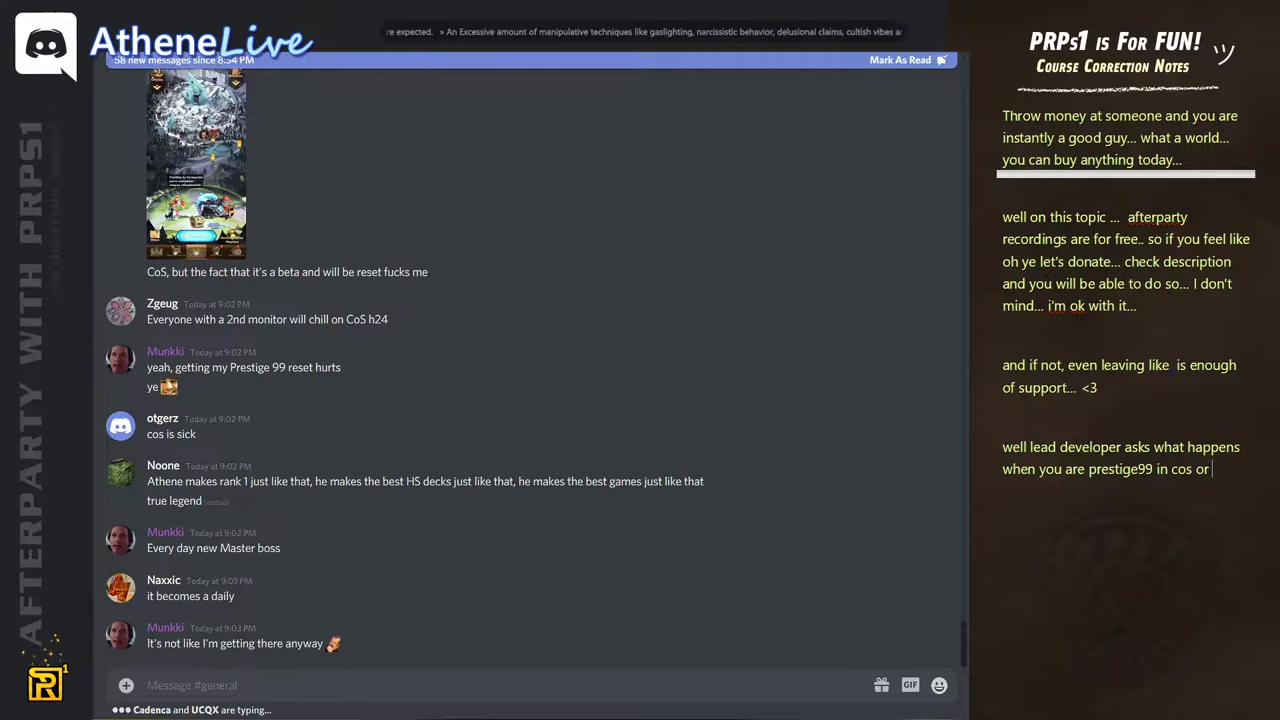 AtheneLive
re expected. » An Excessive amount of manipulative techniques like gaslighting, narcissistic behavior, delusional claims, cultish vibes a
58 new messages since 8:54 PM
Mark As Read
CoS, but the fact that it's a beta and will be reset fucks me
Zgeug Today at 9:02 PM
Everyone with a 2nd monitor will chill on CoS h24
Munkki Today at 9:02 PM
yeah, getting my Prestige 99 reset hurts
ye
otgerz Today at 9:02 PM
cos is sick
Noone Today at 9:02 PM
Athene makes rank 1 just like that, he makes the best HS decks just like that, he makes the best games just like that
true legend (edited)
Munkki Today at 9:02 PM
Every day new Master boss
Naxxic Today at 9:03 PM
it becomes a daily
Munkki Today at 9:03 PM
It's not like I'm getting there anyway
Message #general
GIF
Cadenca and UCQX are typing...
AFTERPARTY WITH PRPS1
R1
PRPs1 is For FUN!
Course Correction Notes
ツ
Throw money at someone and you are
instantly a good guy... what a world...
you can buy anything today...
well on this topic ... afterparty
recordings are for free.. so if you feel like
oh ye let's donate... check description
and you will be able to do so... I don't
mind... i'm ok with it...
and if not, even leaving like is enough
of support... <3
well lead developer asks what happens
when you are prestige99 in cos or